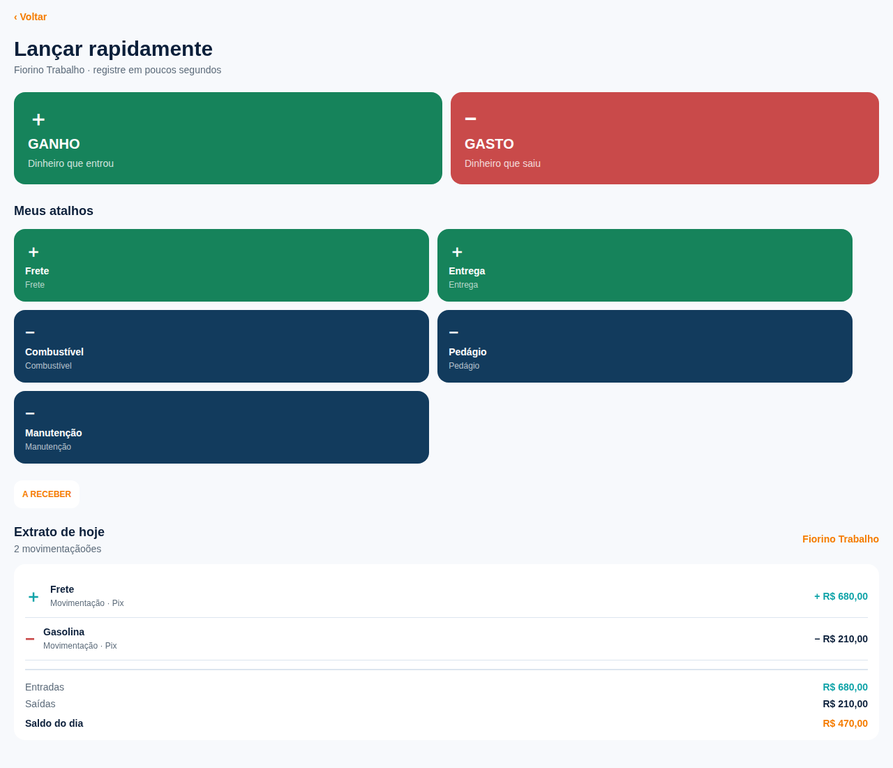 ‹ Voltar
Lançar rapidamente
Fiorino Trabalho · registre em poucos segundos
+
GANHO
Dinheiro que entrou
−
GASTO
Dinheiro que saiu
Meus atalhos
+
Frete
Frete
+
Entrega
Entrega
−
Combustível
Combustível
−
Pedágio
Pedágio
−
Manutenção
Manutenção
A RECEBER
Extrato de hoje
2 movimentaçãoões
Fiorino Trabalho
+
Frete
Movimentação · Pix
+ R$ 680,00
−
Gasolina
Movimentação · Pix
− R$ 210,00
Entradas R$ 680,00
Saídas R$ 210,00
Saldo do dia R$ 470,00